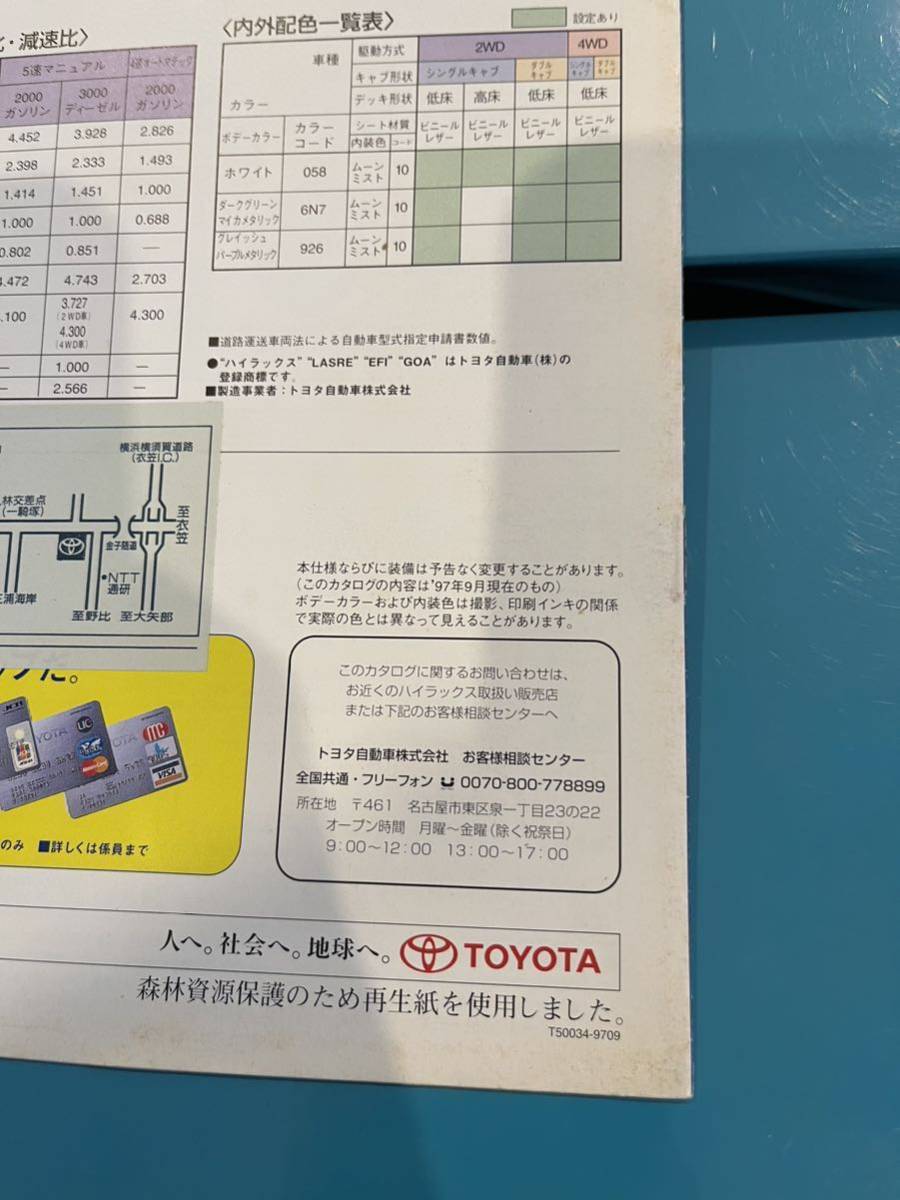 比・減速比〉
5速マニュアル 4速オートマチック
2000 ガソリン 3000 ディーゼル 2000 ガソリン
4.452 3.928 2.826
2.398 2.333 1.493
1.414 1.451 1.000
1.000 1.000 0.688
0.802 0.851 —
4.472 4.743 2.703
.100 3.727 (2WD車) 4.300 (4WD車) 4.300
— 1.000 —
— 2.566 —
〈内外配色一覧表〉
設定あり
車種 駆動方式 2WD 4WD
キャブ形状 シングルキャブ ダブルキャブ シングルキャブ ダブルキャブ
カラー デッキ形状 低床 高床 低床 低床
ボデーカラー カラーコード シート材質 ビニールレザー ビニールレザー ビニールレザー ビニールレザー
内装色 コード
ホワイト 058 ムーンミスト 10
ダークグリーンマイカメタリック 6N7 ムーンミスト 10
グレイッシュパープルメタリック 926 ムーンミスト 10
■道路運送車両法による自動車型式指定申請書数値。
●“ハイラックス” “LASRE” “EFI” “GOA” はトヨタ自動車(株)の
登録商標です。
■製造事業者:トヨタ自動車株式会社
横浜横須賀道路
(衣笠I.C.)
林交差点
(一騎塚)
至衣笠
金子隧道
•NTT
通研
三浦海岸
至野比 至大矢部
本仕様ならびに装備は予告なく変更することがあります。
(このカタログの内容は'97年9月現在のもの)
ボデーカラーおよび内装色は撮影、印刷インキの関係
で実際の色とは異なって見えることがあります。
た。
JCB
UC
MasterCard
VISA
のみ ■詳しくは係員まで
このカタログに関するお問い合わせは、
お近くのハイラックス取扱い販売店
または下記のお客様相談センターへ
トヨタ自動車株式会社 お客様相談センター
全国共通・フリーフォン 0070-800-778899
所在地 〒461 名古屋市東区泉一丁目23の22
オープン時間 月曜〜金曜(除く祝祭日)
9:00〜12:00 13:00〜17:00
人へ。社会へ。地球へ。 TOYOTA
森林資源保護のため再生紙を使用しました。
T50034-9709